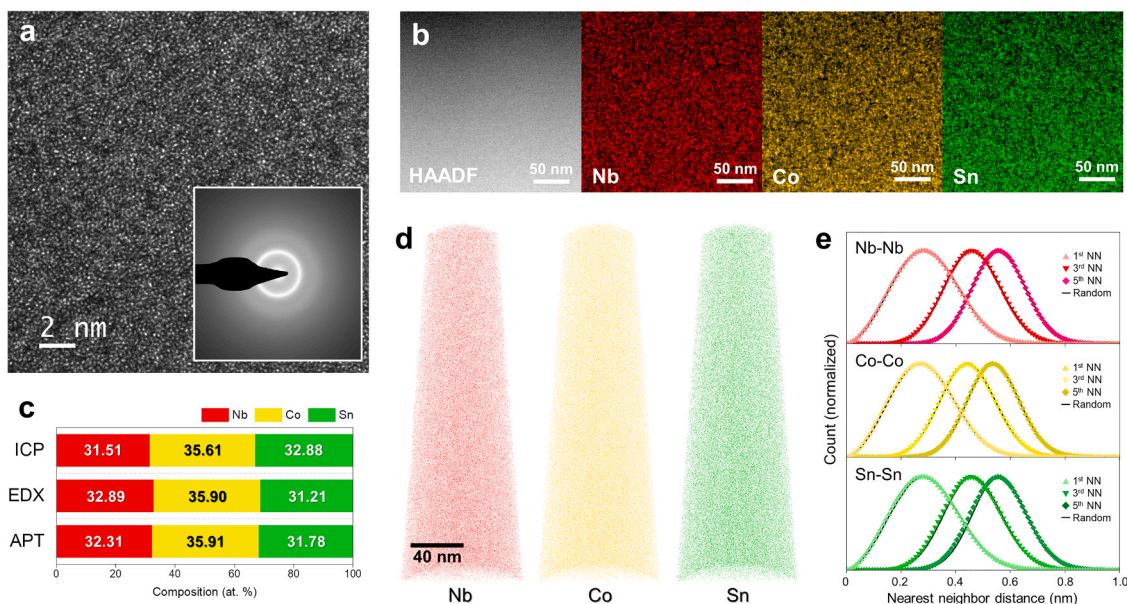 a
2 nm
b
HAADF
50 nm
Nb
50 nm
Co
50 nm
Sn
50 nm
c
Nb Co Sn
ICP 31.51 35.61 32.88
EDX 32.89 35.90 31.21
APT 32.31 35.91 31.78
0 20 40 60 80 100
Composition (at. %)
d
40 nm
Nb Co Sn
e
Count (normalized)
Nb-Nb
1st NN
3rd NN
5th NN
Random
Co-Co
1st NN
3rd NN
5th NN
Random
Sn-Sn
1st NN
3rd NN
5th NN
Random
0 0.2 0.4 0.6 0.8 1.0
Nearest neighbor distance (nm)